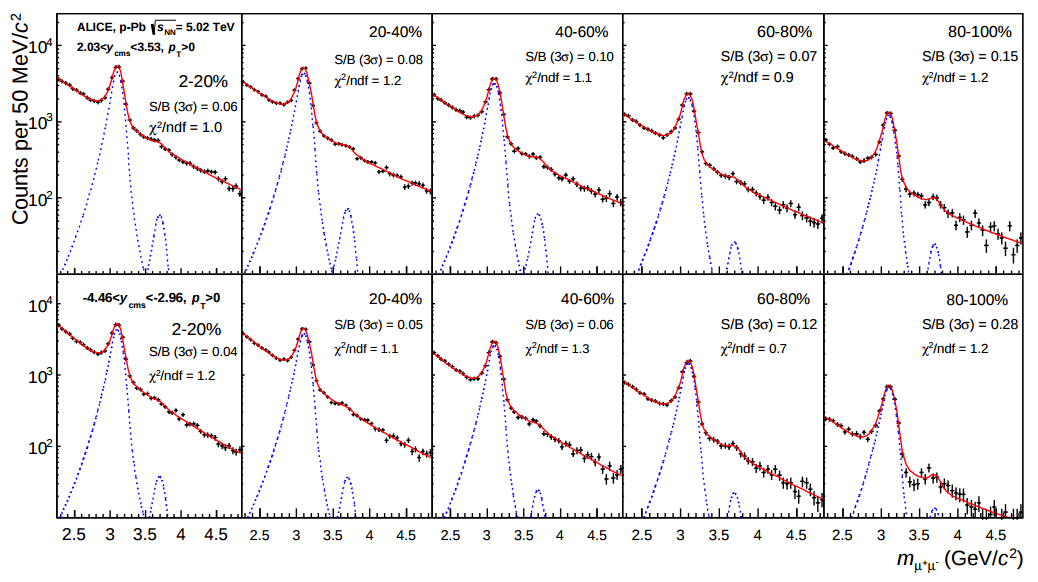 Counts per 50 MeV/c²
ALICE, p-Pb √s_NN = 5.02 TeV
2.03<y_cms<3.53, p_T>0
2-20%
S/B (3σ) = 0.06
χ²/ndf = 1.0
20-40%
S/B (3σ) = 0.08
χ²/ndf = 1.2
40-60%
S/B (3σ) = 0.10
χ²/ndf = 1.1
60-80%
S/B (3σ) = 0.07
χ²/ndf = 0.9
80-100%
S/B (3σ) = 0.15
χ²/ndf = 1.2
10⁴
10³
10²
-4.46<y_cms<-2.96, p_T>0
2-20%
S/B (3σ) = 0.04
χ²/ndf = 1.2
20-40%
S/B (3σ) = 0.05
χ²/ndf = 1.1
40-60%
S/B (3σ) = 0.06
χ²/ndf = 1.3
60-80%
S/B (3σ) = 0.12
χ²/ndf = 0.7
80-100%
S/B (3σ) = 0.28
χ²/ndf = 1.2
10⁴
10³
10²
2.5 3 3.5 4 4.5 2.5 3 3.5 4 4.5 2.5 3 3.5 4 4.5 2.5 3 3.5 4 4.5 2.5 3 3.5 4 4.5
m_μ⁺μ⁻ (GeV/c²)